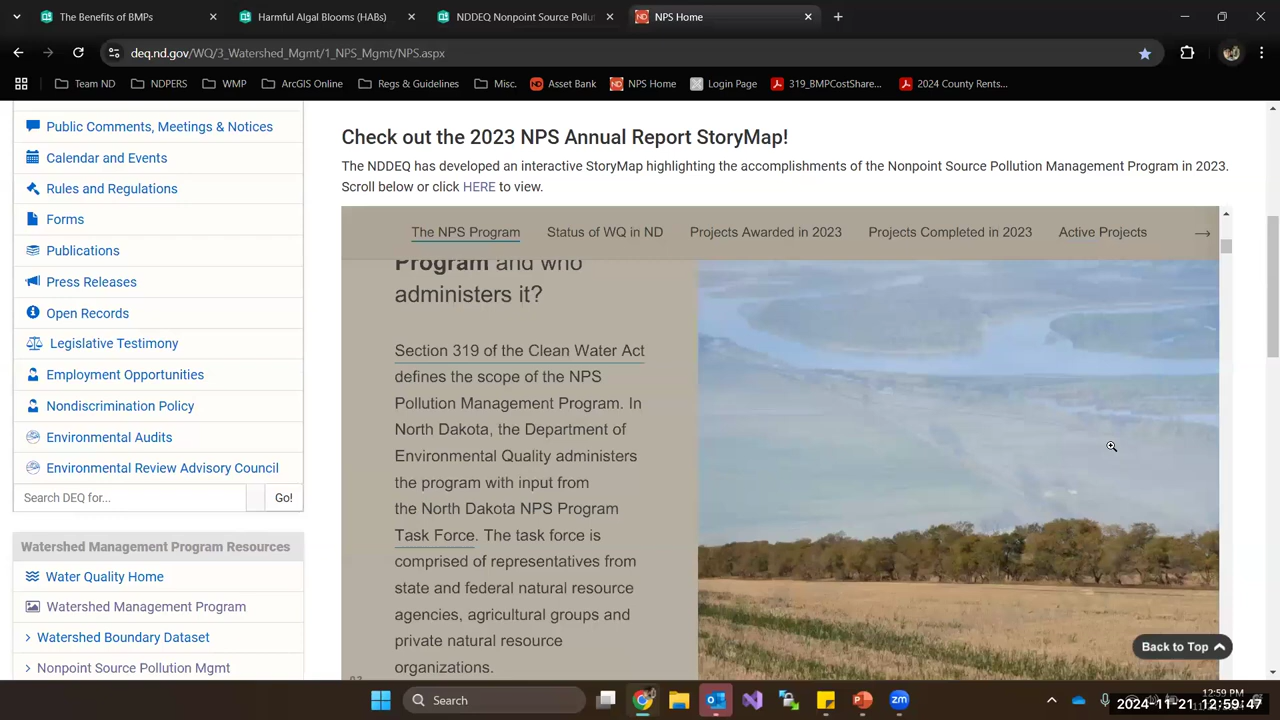 The Benefits of BMPs
Harmful Algal Blooms (HABs)
NDDEQ Nonpoint Source Pollut
NPS Home
deq.nd.gov/WQ/3_Watershed_Mgmt/1_NPS_Mgmt/NPS.aspx
Team ND
NDPERS
WMP
ArcGIS Online
Regs & Guidelines
Misc.
Asset Bank
NPS Home
Login Page
319_BMPCostShare...
2024 County Rents...
Public Comments, Meetings & Notices
Calendar and Events
Rules and Regulations
Forms
Publications
Press Releases
Open Records
Legislative Testimony
Employment Opportunities
Nondiscrimination Policy
Environmental Audits
Environmental Review Advisory Council
Search DEQ for...
Go!
Watershed Management Program Resources
Water Quality Home
Watershed Management Program
Watershed Boundary Dataset
Nonpoint Source Pollution Mgmt
Check out the 2023 NPS Annual Report StoryMap!
The NDDEQ has developed an interactive StoryMap highlighting the accomplishments of the Nonpoint Source Pollution Management Program in 2023.
Scroll below or click HERE to view.
The NPS Program
Status of WQ in ND
Projects Awarded in 2023
Projects Completed in 2023
Active Projects
Program and who
administers it?
Section 319 of the Clean Water Act
defines the scope of the NPS
Pollution Management Program. In
North Dakota, the Department of
Environmental Quality administers
the program with input from
the North Dakota NPS Program
Task Force. The task force is
comprised of representatives from
state and federal natural resource
agencies, agricultural groups and
private natural resource
organizations.
Back to Top
Search
12:59 PM
2024-11-21 12:59:47